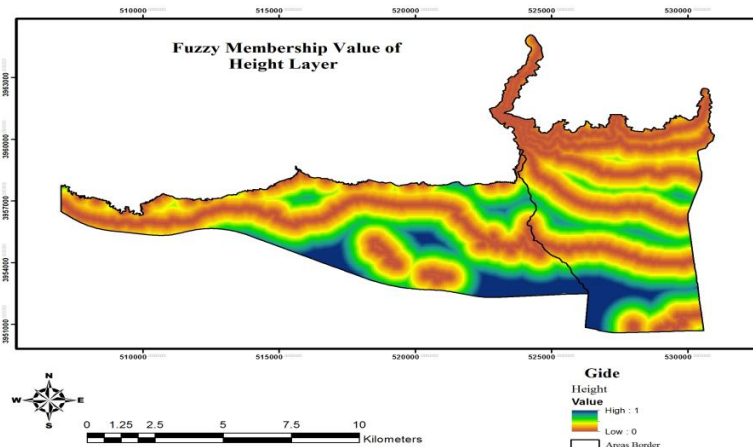 510000 515000 520000 525000 530000
Fuzzy Membership Value of
Height Layer
3963000
3960000
3957000
3954000
3951000
510000 515000 520000 525000 530000
N
W E
S
0 1.25 2.5 5 7.5 10
Kilometers
Gide
Height
Value
High : 1
Low : 0
Areas Border